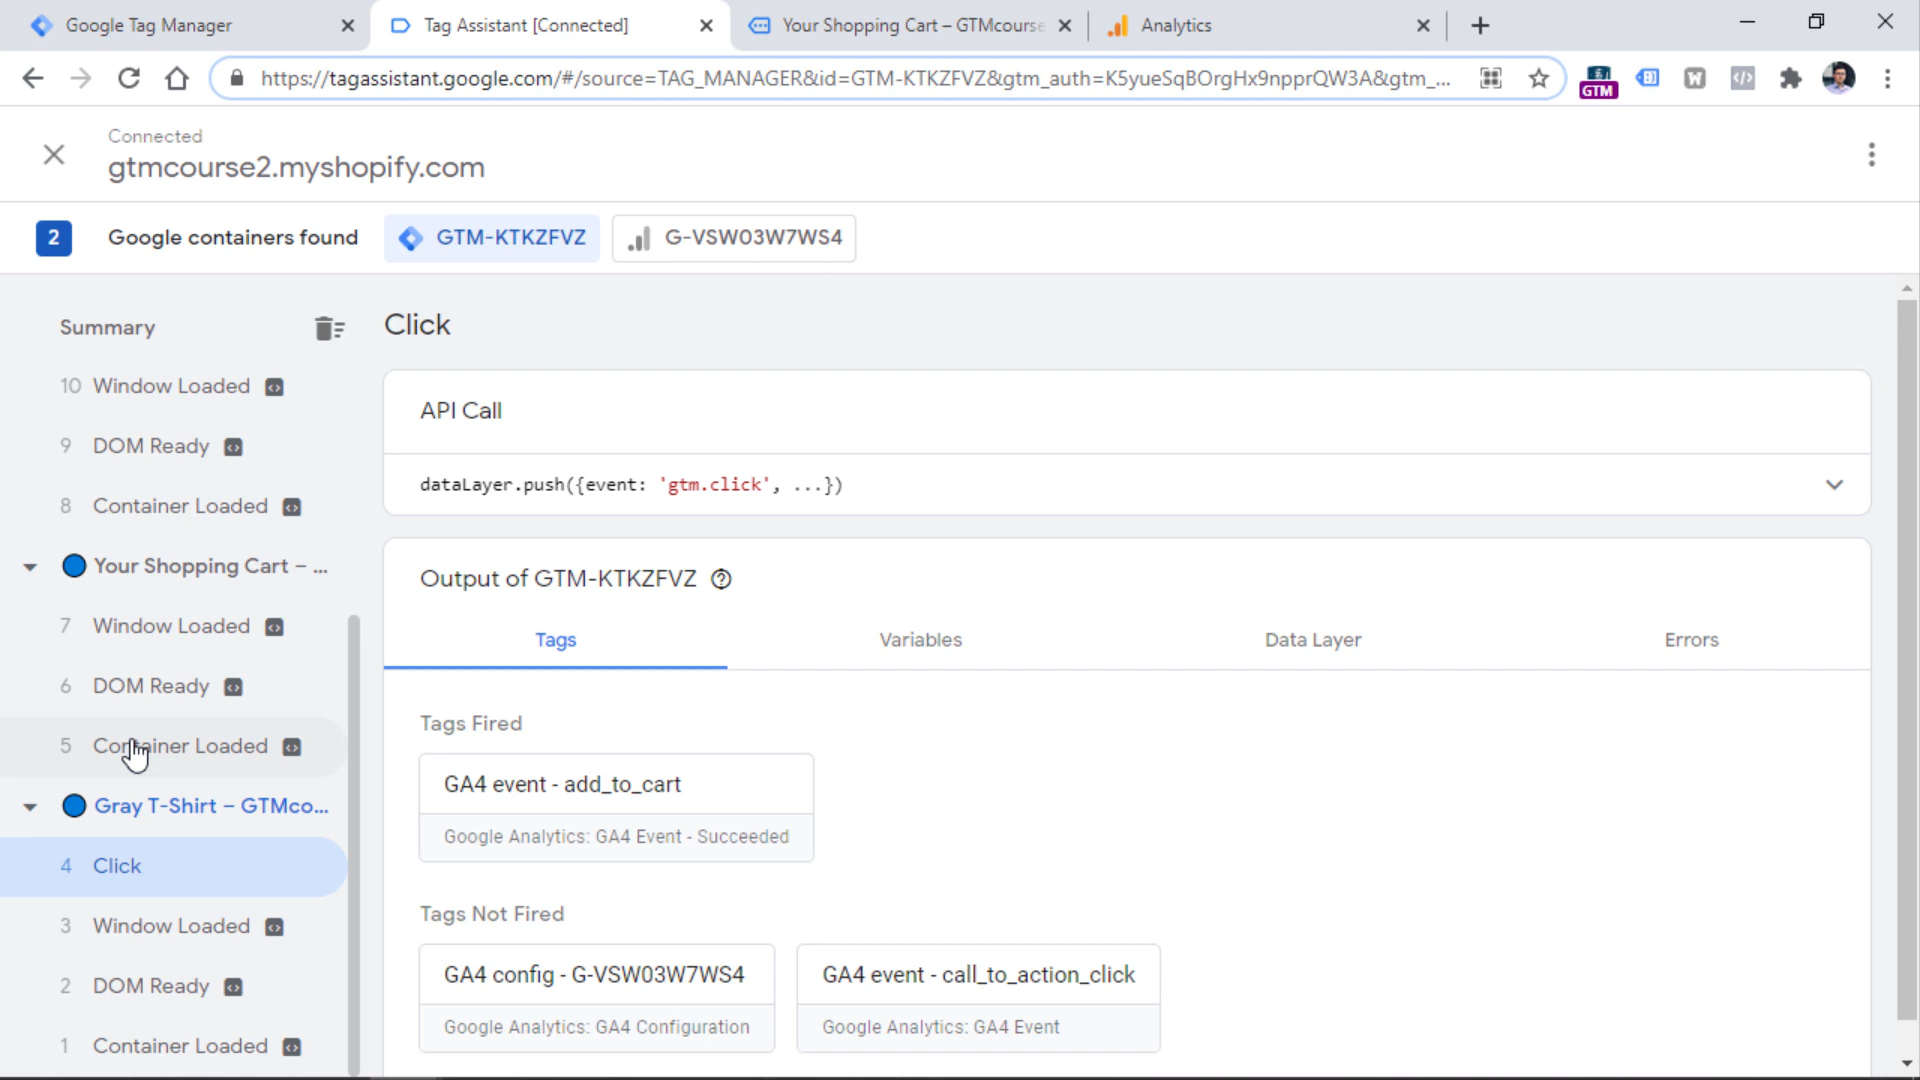 Google Tag Manager
Tag Assistant [Connected]
Your Shopping Cart – GTMcourse
Analytics
https://tagassistant.google.com/#/source=TAG_MANAGER&id=GTM-KTKZFVZ&gtm_auth=K5yueSqBOrgHx9npprQW3A&gtm_...
GTM
Connected
gtmcourse2.myshopify.com
2 Google containers found
GTM-KTKZFVZ
G-VSW03W7WS4
Summary
10 Window Loaded
9 DOM Ready
8 Container Loaded
Your Shopping Cart – ...
7 Window Loaded
6 DOM Ready
5 Container Loaded
Gray T-Shirt – GTMco...
4 Click
3 Window Loaded
2 DOM Ready
1 Container Loaded
Click
API Call
dataLayer.push({event: 'gtm.click', ...})
Output of GTM-KTKZFVZ
Tags
Variables
Data Layer
Errors
Tags Fired
GA4 event - add_to_cart
Google Analytics: GA4 Event - Succeeded
Tags Not Fired
GA4 config - G-VSW03W7WS4
Google Analytics: GA4 Configuration
GA4 event - call_to_action_click
Google Analytics: GA4 Event